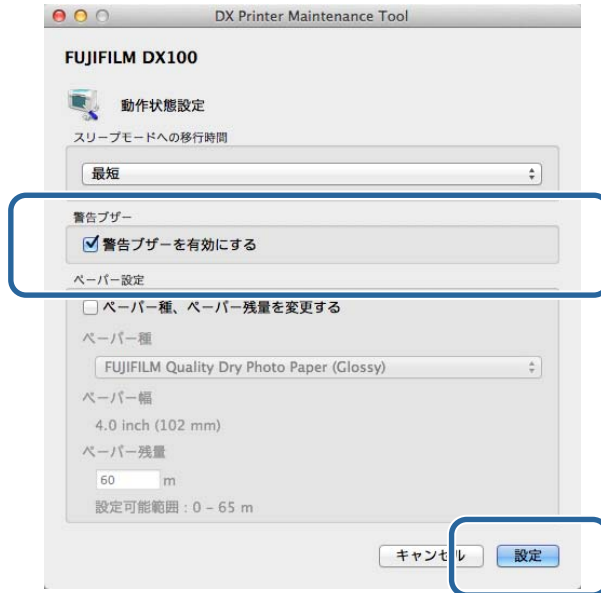 DX Printer Maintenance Tool
FUJIFILM DX100
動作状態設定
スリープモードへの移行時間
最短
警告ブザー
警告ブザーを有効にする
ペーパー設定
ペーパー種、ペーパー残量を変更する
ペーパー種
FUJIFILM Quality Dry Photo Paper (Glossy)
ペーパー幅
4.0 inch (102 mm)
ペーパー残量
60 m
設定可能範囲：0 – 65 m
キャンセル 設定